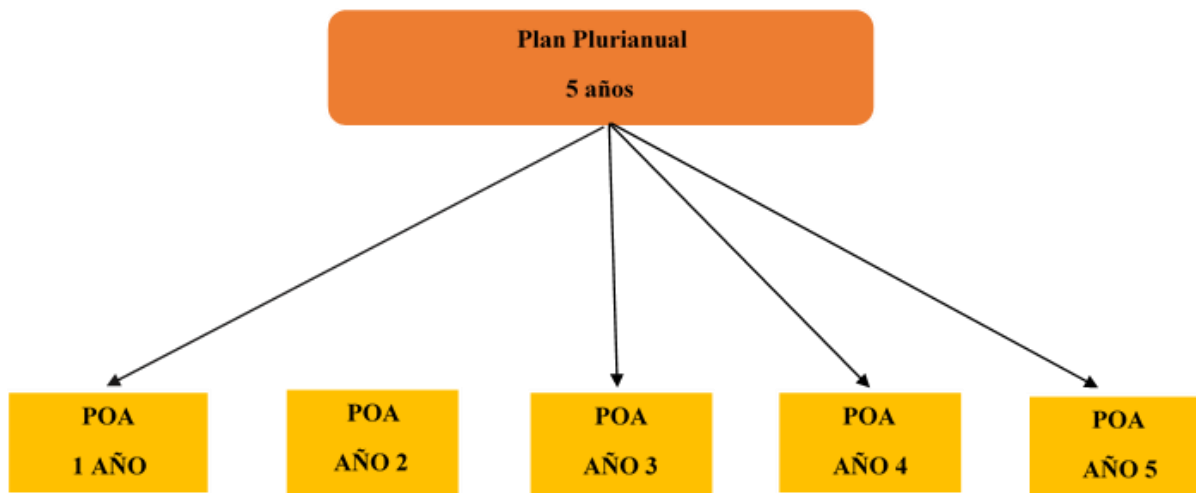 Plan Plurianual
5 años
POA
1 AÑO
POA
AÑO 2
POA
AÑO 3
POA
AÑO 4
POA
AÑO 5